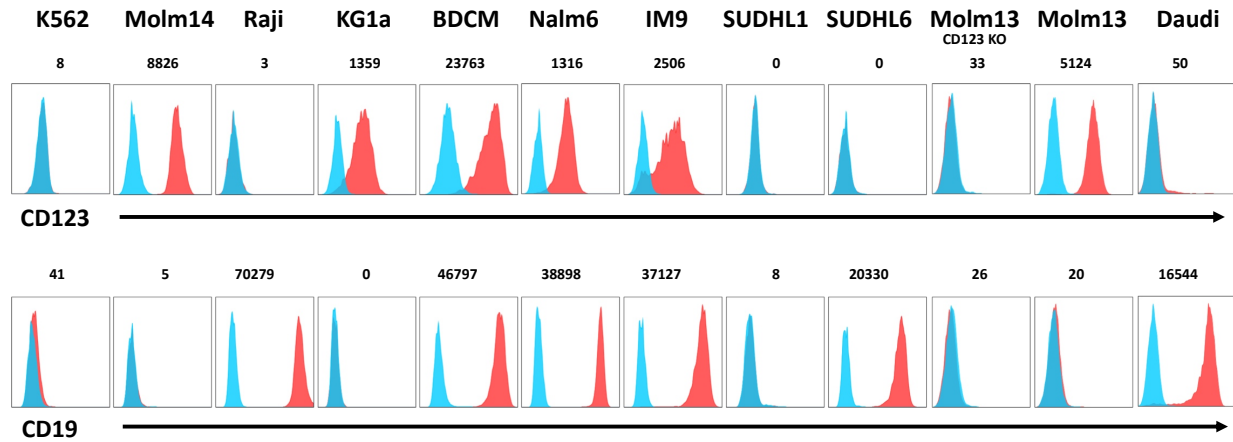 K562 Molm14 Raji KG1a BDCM Nalm6 IM9 SUDHL1 SUDHL6 Molm13 Molm13 Daudi
CD123 KO
8 8826 3 1359 23763 1316 2506 0 0 33 5124 50
CD123
41 5 70279 0 46797 38898 37127 8 20330 26 20 16544
CD19